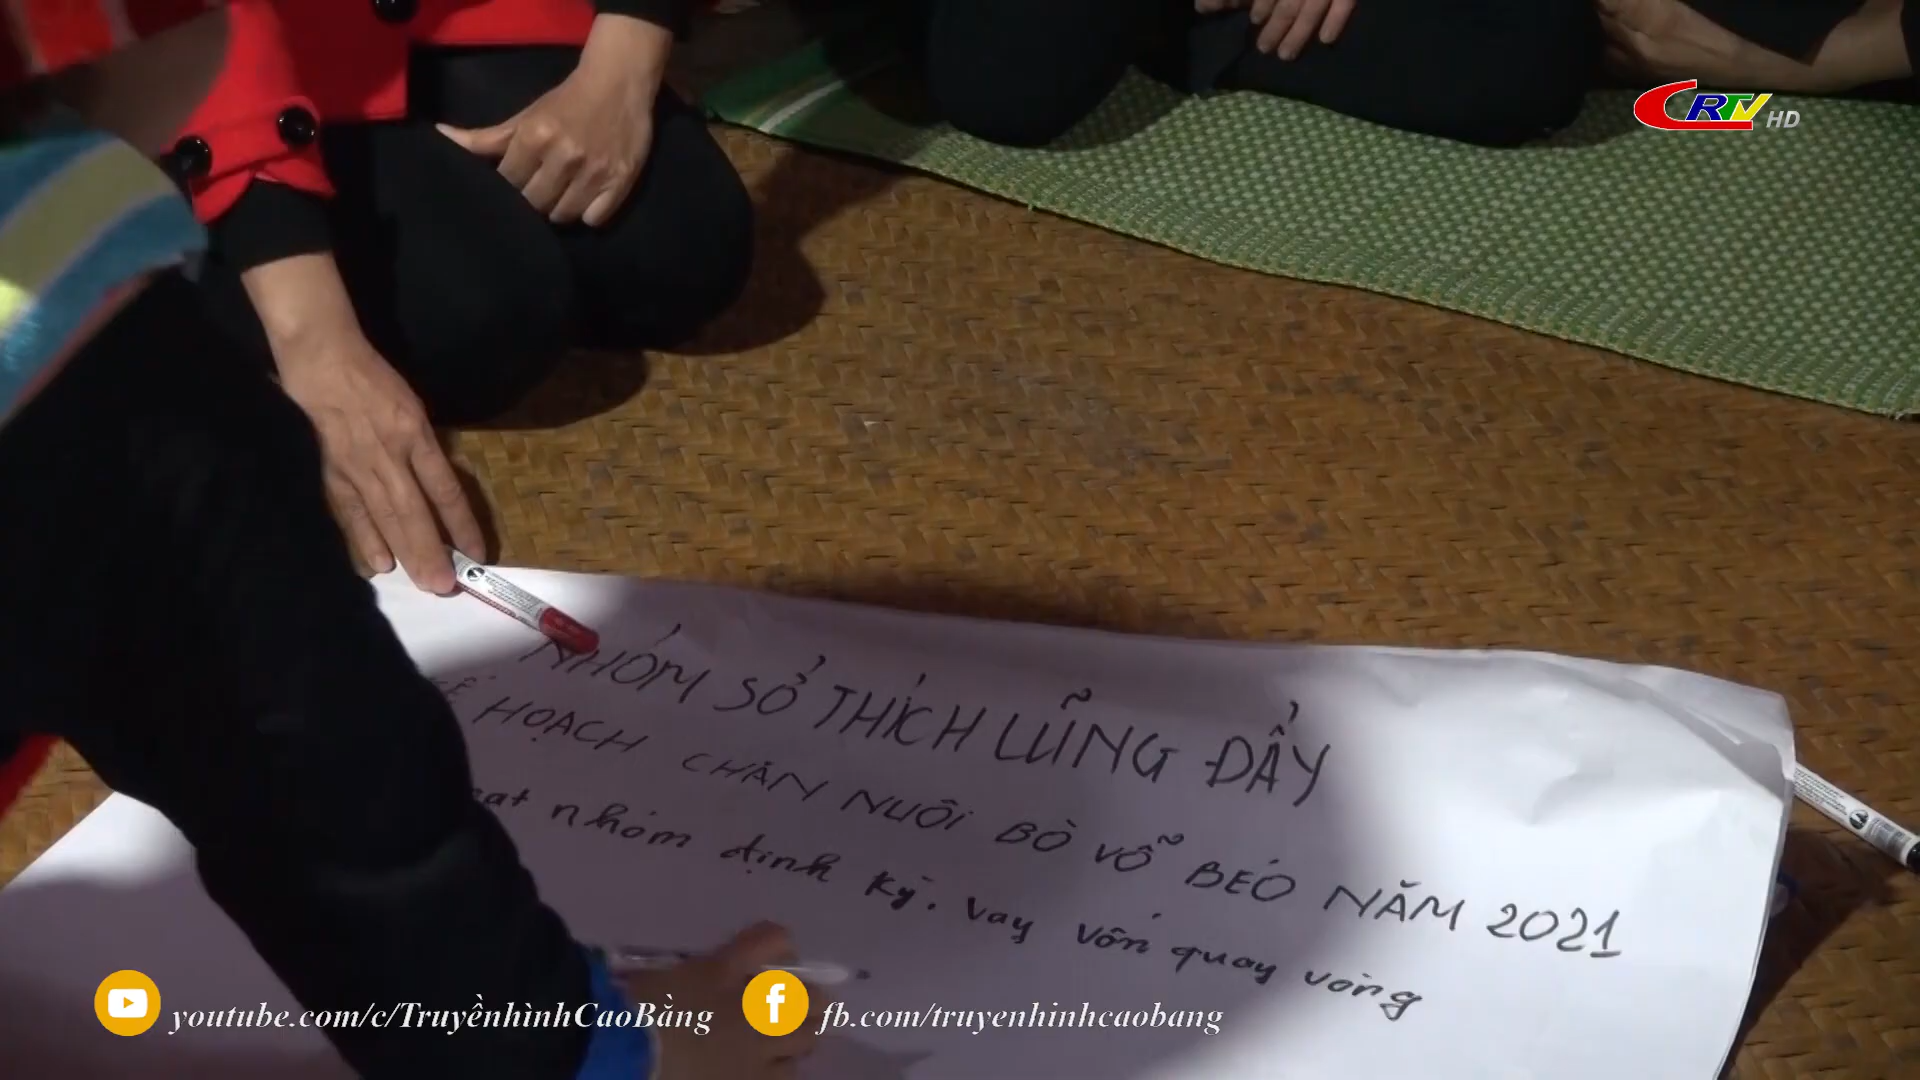 CRTV HD
NHÓM SỞ THÍCH LŨNG ĐẨY
HOẠCH CHĂN NUÔI BÒ VỖ BÉO NĂM 2021
nhóm định kỳ. vay vốn quay vòng
youtube.com/c/TruyềnhìnhCaoBằng
fb.com/truyenhinhcaobang